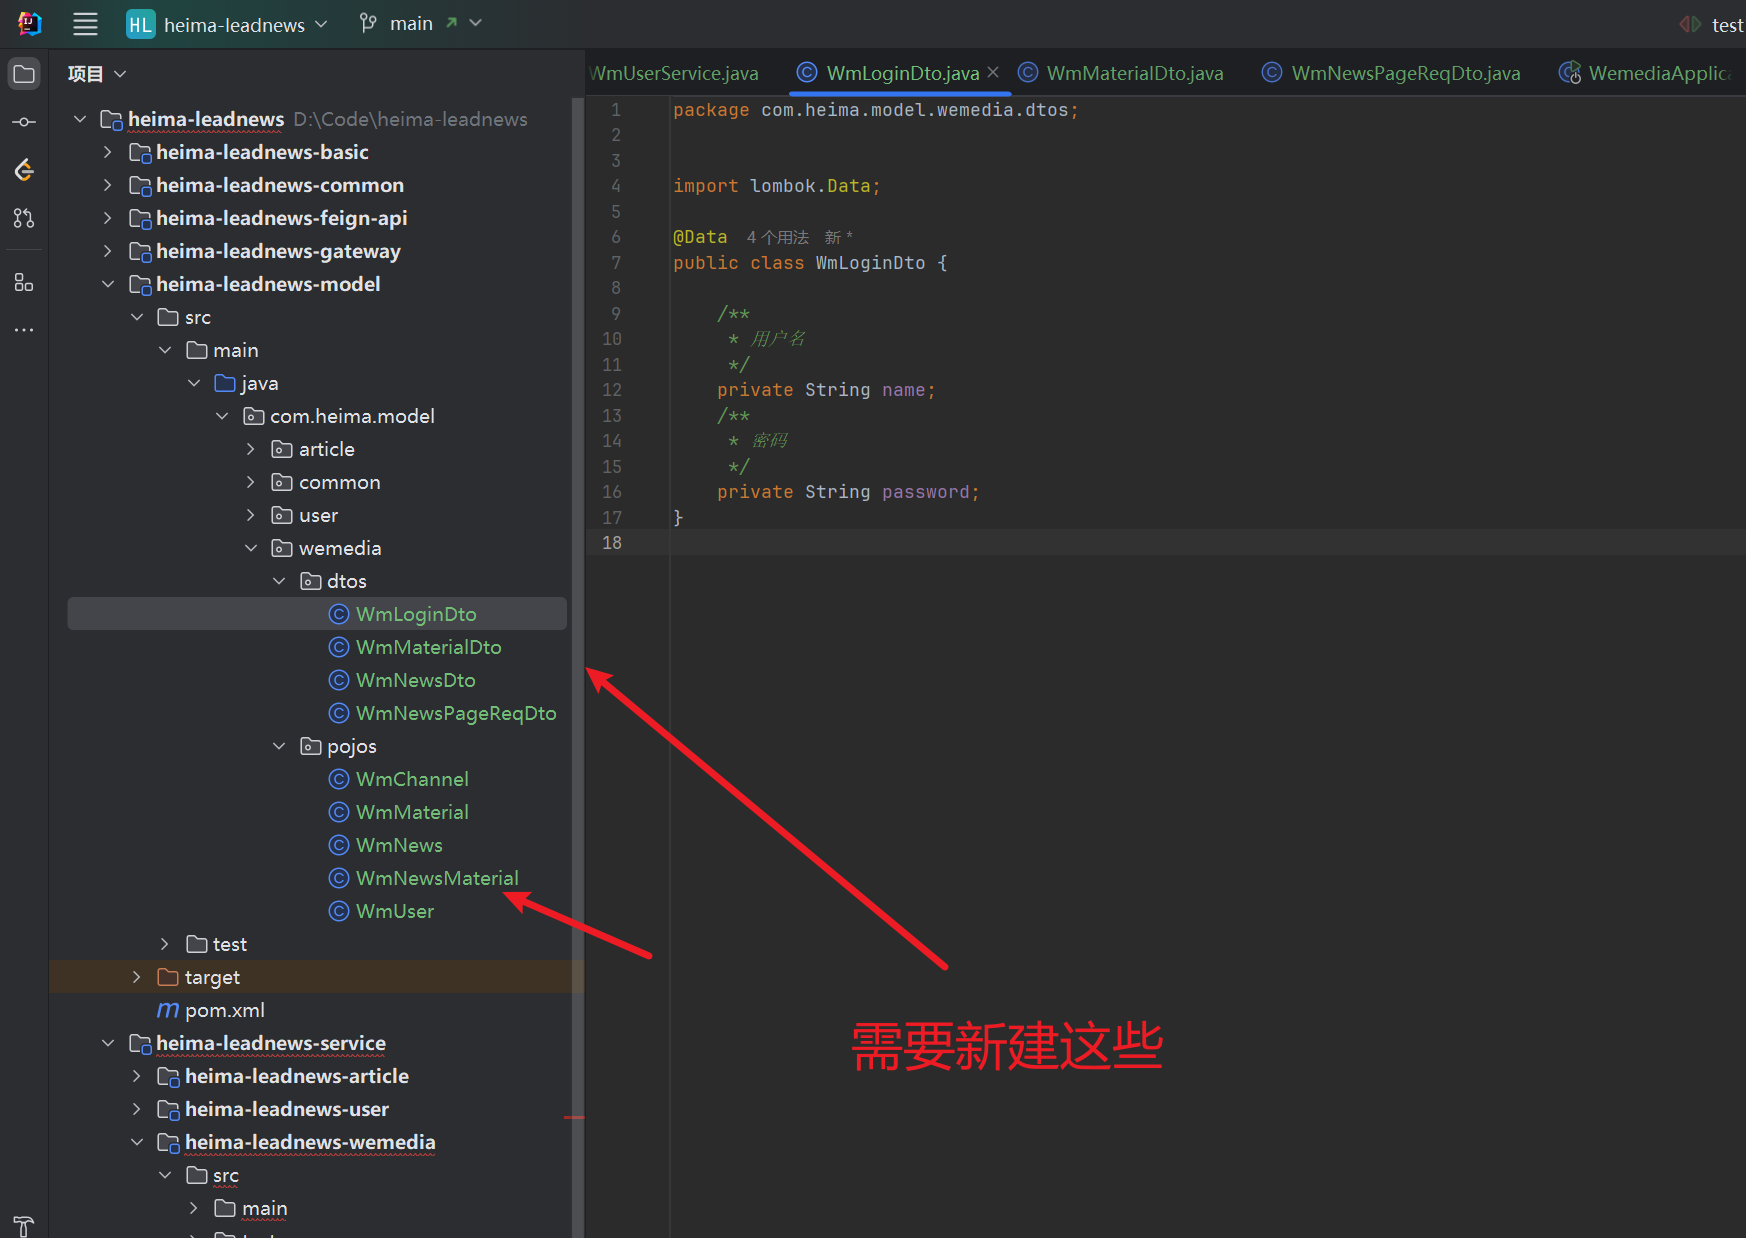 HL heima-leadnews main test
项目
heima-leadnews D:\Code\heima-leadnews
heima-leadnews-basic
heima-leadnews-common
heima-leadnews-feign-api
heima-leadnews-gateway
heima-leadnews-model
src
main
java
com.heima.model
article
common
user
wemedia
dtos
WmLoginDto
WmMaterialDto
WmNewsDto
WmNewsPageReqDto
pojos
WmChannel
WmMaterial
WmNews
WmNewsMaterial
WmUser
test
target
m pom.xml
heima-leadnews-service
heima-leadnews-article
heima-leadnews-user
heima-leadnews-wemedia
src
main
WmUserService.java WmLoginDto.java WmMaterialDto.java WmNewsPageReqDto.java WemediaApplic
1 package com.heima.model.wemedia.dtos;
2
3
4 import lombok.Data;
5
6 @Data 4 个用法 新 *
7 public class WmLoginDto {
8
9 /**
10 * 用户名
11 */
12 private String name;
13 /**
14 * 密码
15 */
16 private String password;
17 }
18
需要新建这些